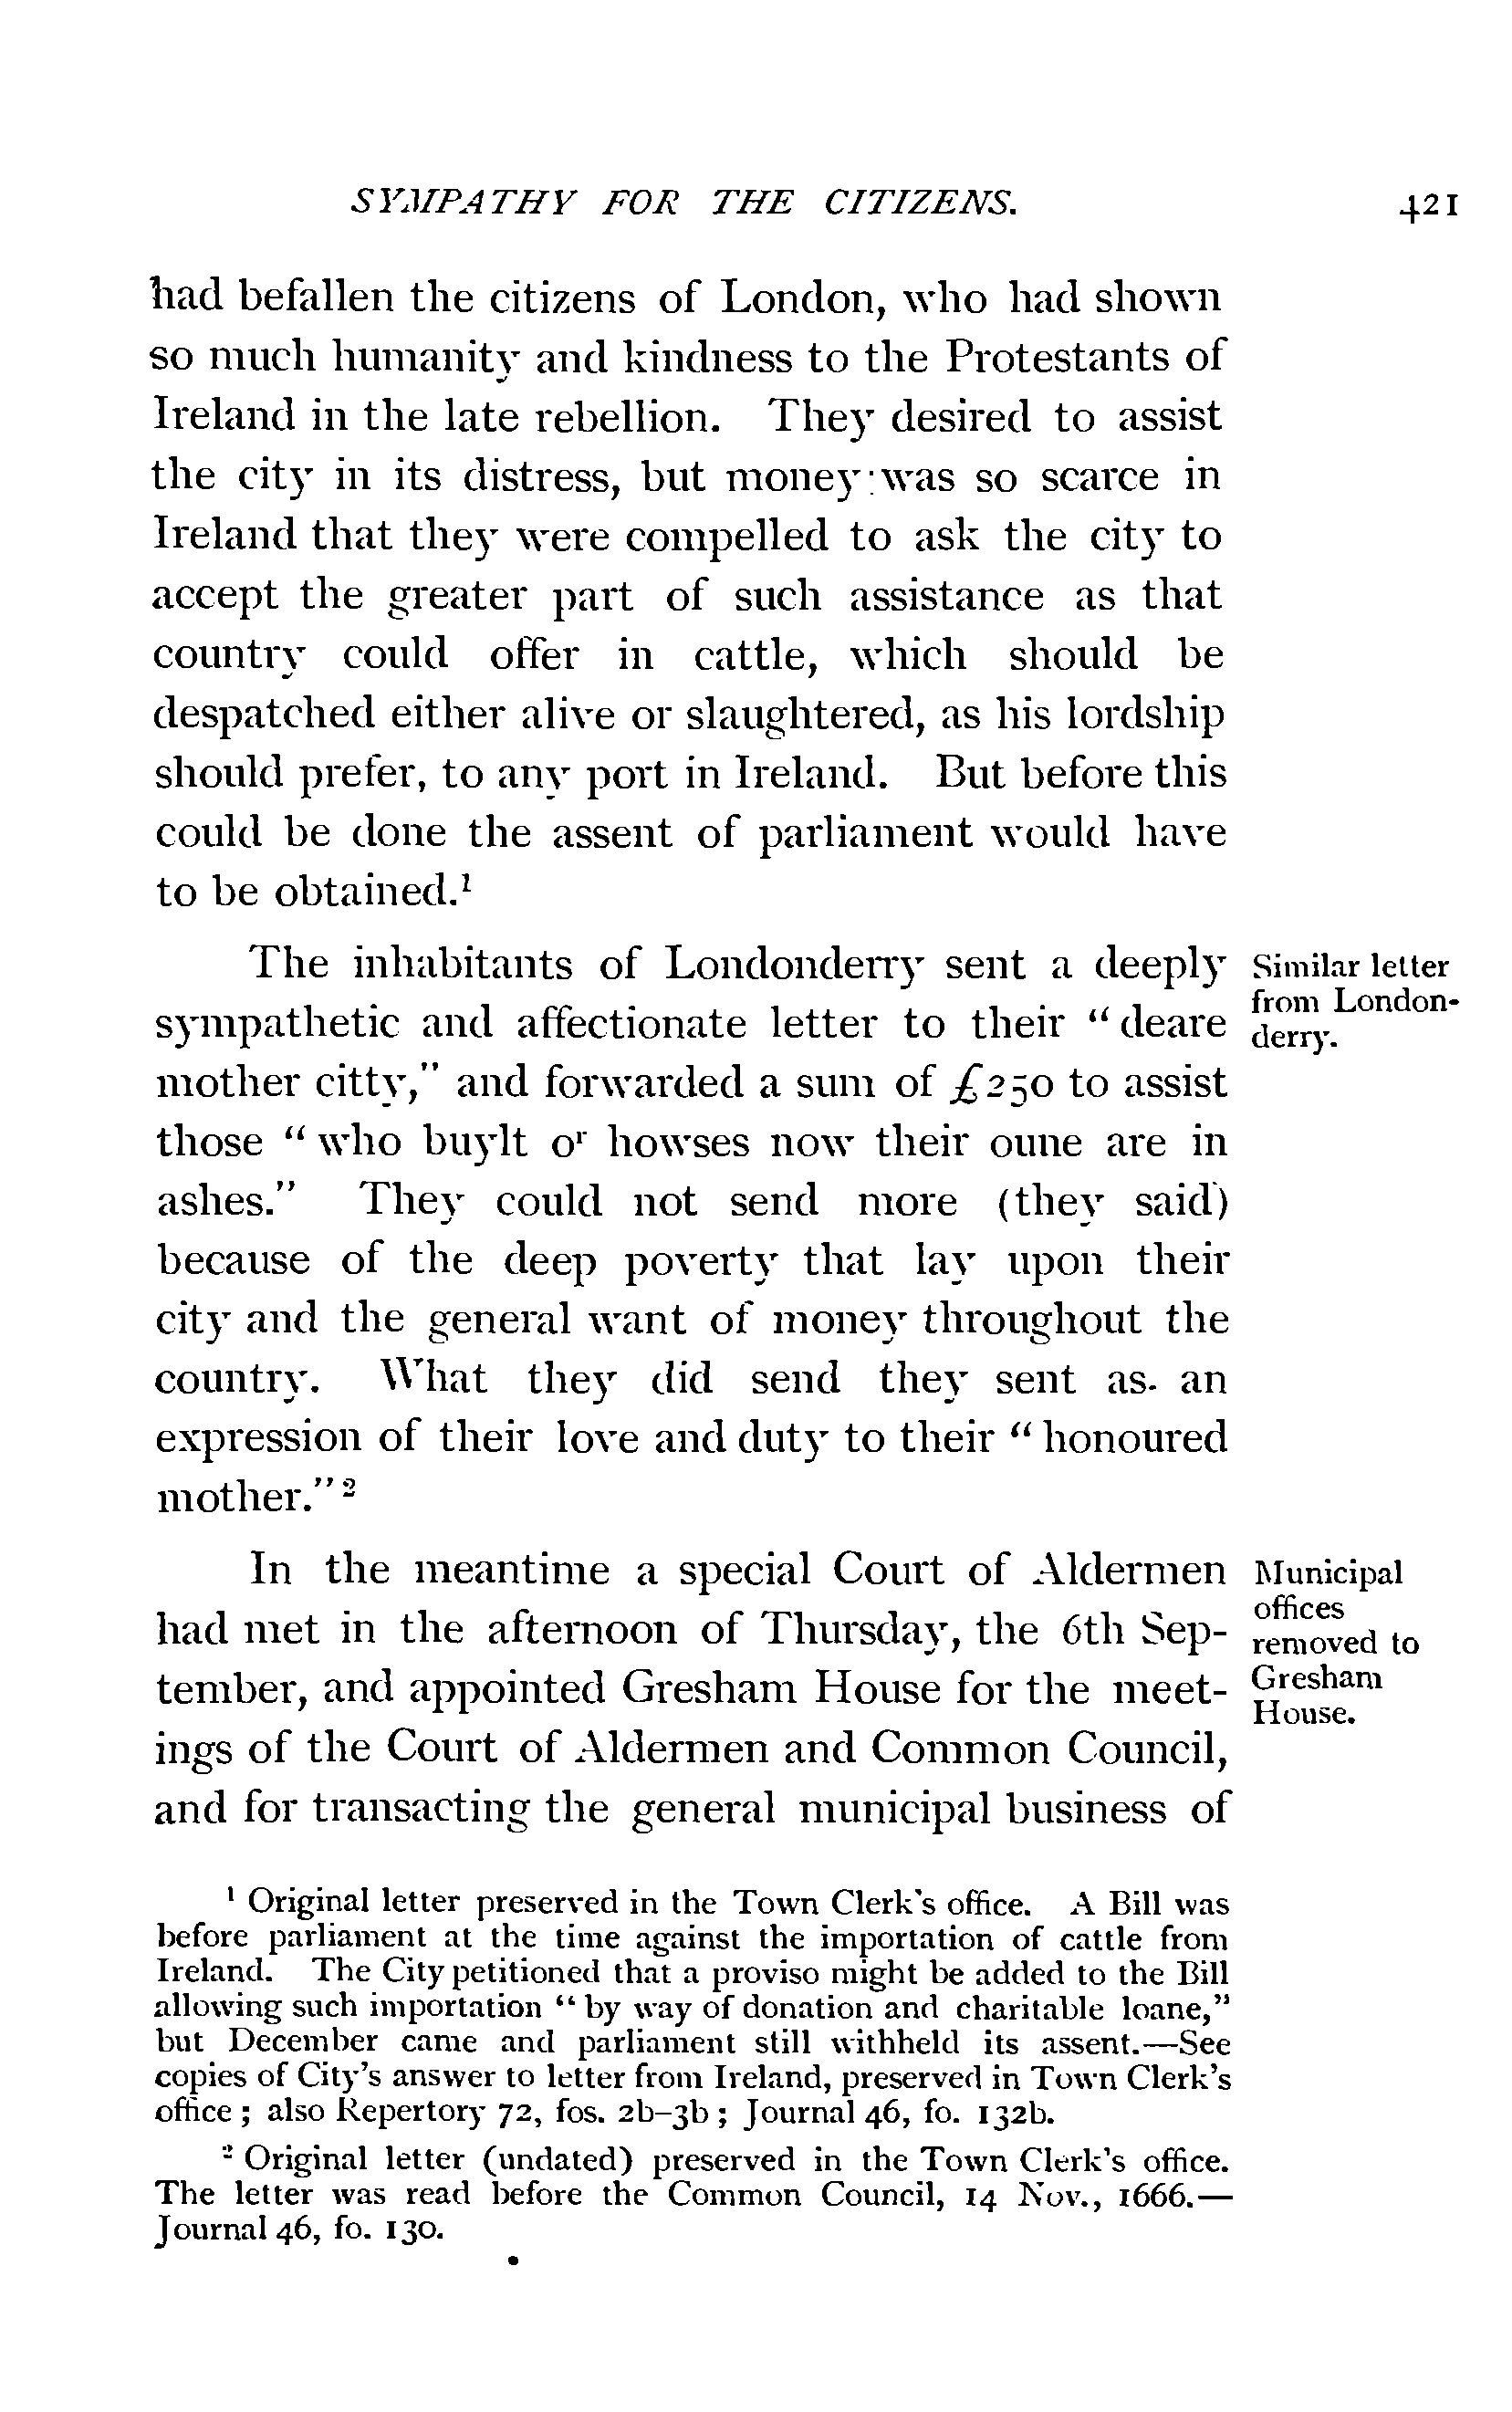 SYMPATHY FOR THE CITIZENS. 421
had befallen the citizens of London, who had shown
so much humanity and kindness to the Protestants of
Ireland in the late rebellion. They desired to assist
the city in its distress, but money was so scarce in
Ireland that they were compelled to ask the city to
accept the greater part of such assistance as that
country could offer in cattle, which should be
despatched either alive or slaughtered, as his lordship
should prefer, to any port in Ireland. But before this
could be done the assent of parliament would have
to be obtained.¹
The inhabitants of Londonderry sent a deeply
sympathetic and affectionate letter to their “deare
mother citty,” and forwarded a sum of £250 to assist
those “who buylt oʳ howses now their oune are in
ashes.” They could not send more (they said)
because of the deep poverty that lay upon their
city and the general want of money throughout the
country. What they did send they sent as an
expression of their love and duty to their “honoured
mother.”²
Similar letter
from London-
derry.
In the meantime a special Court of Aldermen
had met in the afternoon of Thursday, the 6th Sep-
tember, and appointed Gresham House for the meet-
ings of the Court of Aldermen and Common Council,
and for transacting the general municipal business of
Municipal
offices
removed to
Gresham
House.
¹ Original letter preserved in the Town Clerk's office. A Bill was
before parliament at the time against the importation of cattle from
Ireland. The City petitioned that a proviso might be added to the Bill
allowing such importation “by way of donation and charitable loane,”
but December came and parliament still withheld its assent.—See
copies of City's answer to letter from Ireland, preserved in Town Clerk's
office; also Repertory 72, fos. 2b–3b; Journal 46, fo. 132b.
² Original letter (undated) preserved in the Town Clerk's office.
The letter was read before the Common Council, 14 Nov., 1666.—
Journal 46, fo. 130.